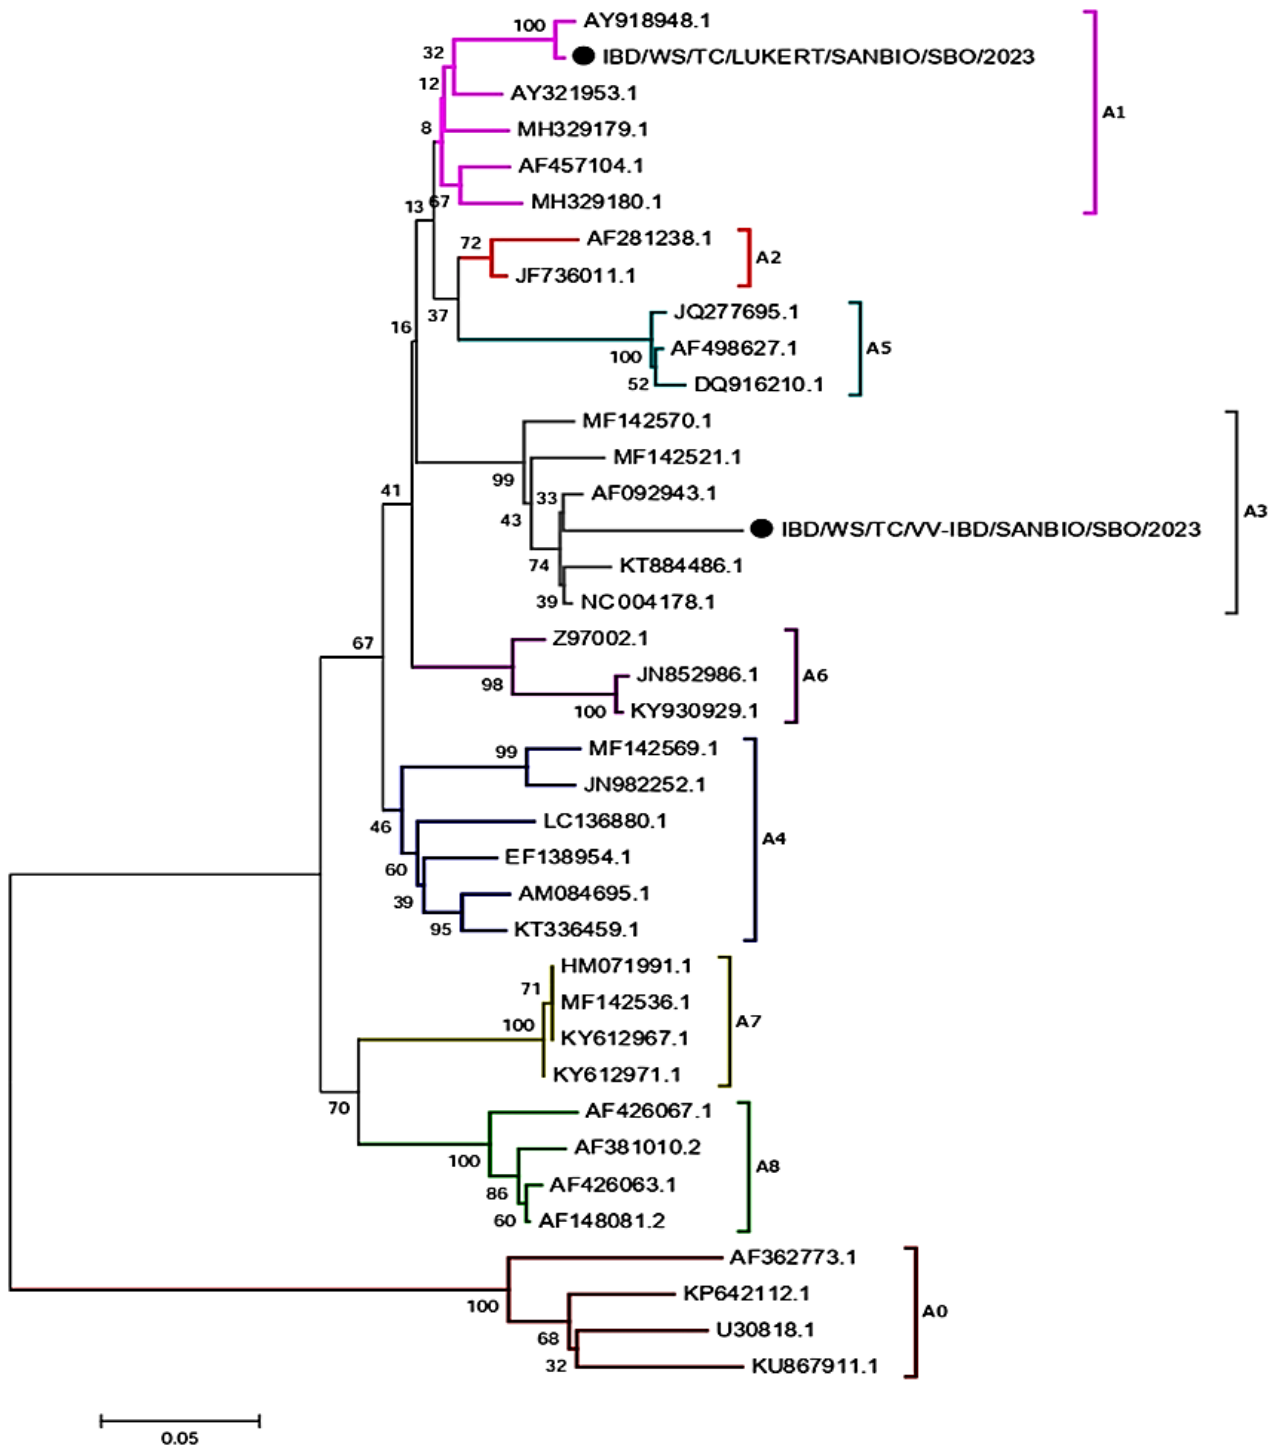 100 AY918948.1
IBD/WS/TC/LUKERT/SANBIO/SBO/2023
32
12 AY321953.1
A1
8 MH329179.1
AF457104.1
67 MH329180.1
13
72 AF281238.1
A2
JF736011.1
37
JQ277695.1
16
100 AF498627.1 A5
52 DQ916210.1
MF142570.1
99 MF142521.1
41
33 AF092943.1
43
A3
IBD/WS/TC/VV-IBD/SANBIO/SBO/2023
74 KT884486.1
39 NC004178.1
67 Z97002.1
98 JN852986.1 A6
100 KY930929.1
99 MF142569.1
JN982252.1
46 LC136880.1
A4
60 EF138954.1
39 AM084695.1
95 KT336459.1
HM071991.1
71 MF142536.1
A7
100 KY612967.1
KY612971.1
70 AF426067.1
100 AF381010.2
A8
86 AF426063.1
60 AF148081.2
AF362773.1
100 KP642112.1
A0
68 U30818.1
32 KU867911.1
0.05